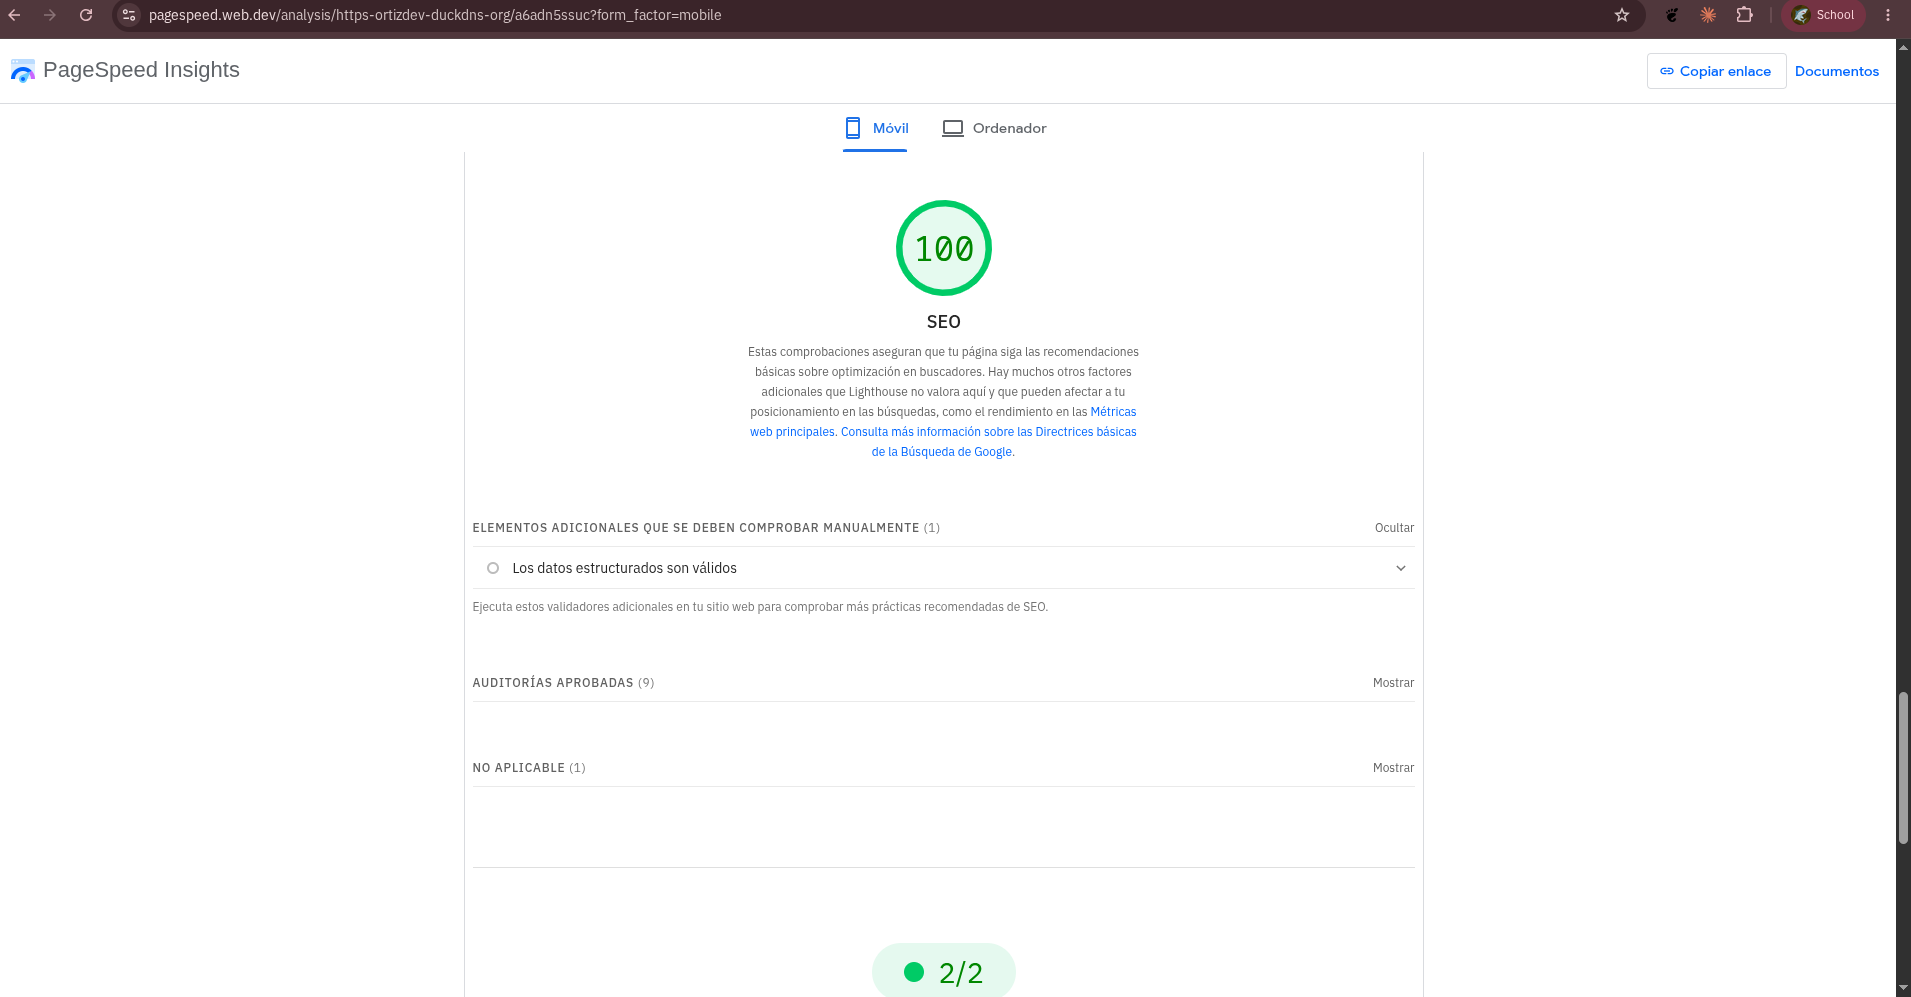 pagespeed.web.dev/analysis/https-ortizdev-duckdns-org/a6adn5ssuc?form_factor=mobile
School
PageSpeed Insights
Copiar enlace
Documentos
Móvil
Ordenador
100
SEO
Estas comprobaciones aseguran que tu página siga las recomendaciones
básicas sobre optimización en buscadores. Hay muchos otros factores
adicionales que Lighthouse no valora aquí y que pueden afectar a tu
posicionamiento en las búsquedas, como el rendimiento en las Métricas
web principales. Consulta más información sobre las Directrices básicas
de la Búsqueda de Google.
ELEMENTOS ADICIONALES QUE SE DEBEN COMPROBAR MANUALMENTE (1)
Ocultar
Los datos estructurados son válidos
Ejecuta estos validadores adicionales en tu sitio web para comprobar más prácticas recomendadas de SEO.
AUDITORÍAS APROBADAS (9)
Mostrar
NO APLICABLE (1)
Mostrar
2/2